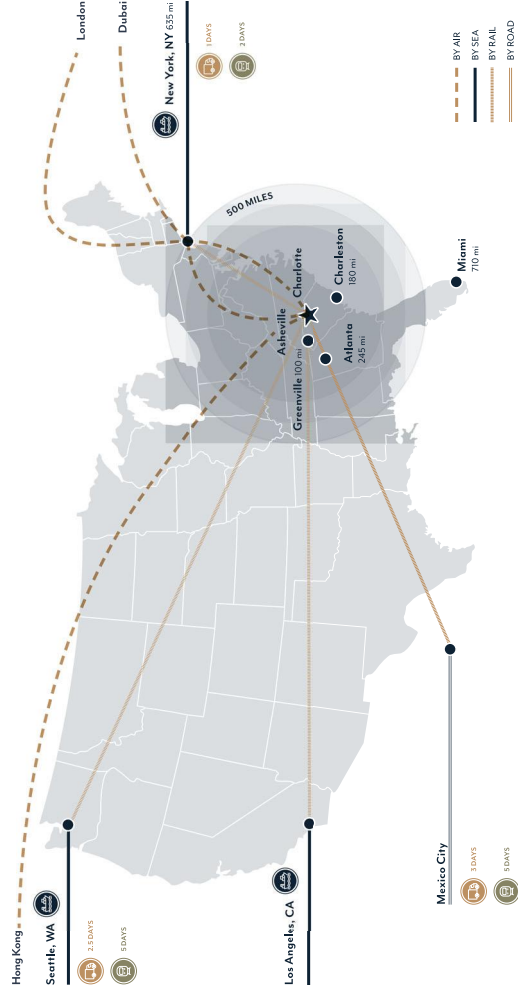 Hong Kong
Seattle, WA
2.5 DAYS
5 DAYS
Los Angeles, CA
Mexico City
3 DAYS
5 DAYS
London
Dubai
New York, NY 635 mi
1 DAYS
2 DAYS
500 MILES
Asheville
Charlotte
Greenville 100 mi
Charleston
180 mi
Atlanta
245 mi
Miami
710 mi
BY AIR
BY SEA
BY RAIL
BY ROAD